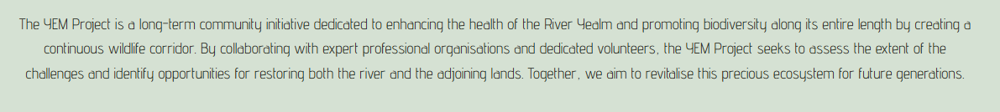 The YEM Project is a long-term community initiative dedicated to enhancing the health of the River Yealm and promoting biodiversity along its entire length by creating a
continuous wildlife corridor. By collaborating with expert professional organisations and dedicated volunteers, the YEM Project seeks to assess the extent of the
challenges and identify opportunities for restoring both the river and the adjoining lands. Together, we aim to revitalise this precious ecosystem for future generations.